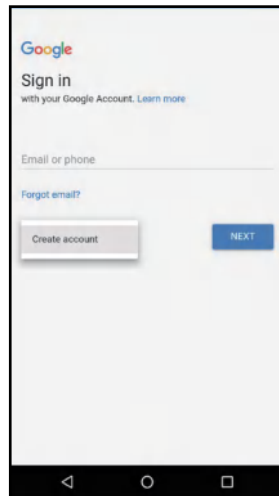 Google
Sign in
with your Google Account. Learn more
Email or phone
Forgot email?
Create account
NEXT